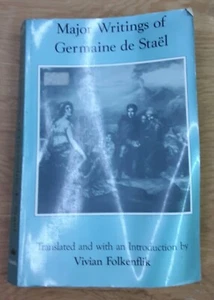 Major Writings of
Germaine de Staël
Translated and with an Introduction by
Vivian Folkenflik